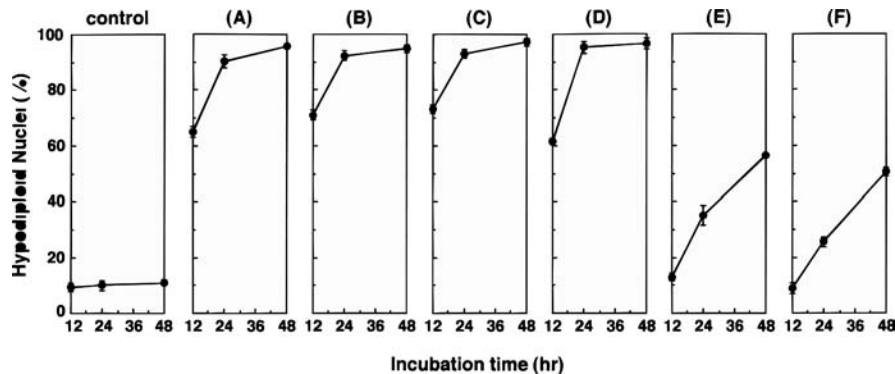 control (A) (B) (C) (D) (E) (F)
Hypodiploid Nuclei (%)
100
80
60
40
20
0
12 24 36 48 12 24 36 48 12 24 36 48 12 24 36 48 12 24 36 48 12 24 36 48 12 24 36 48
Incubation time (hr)